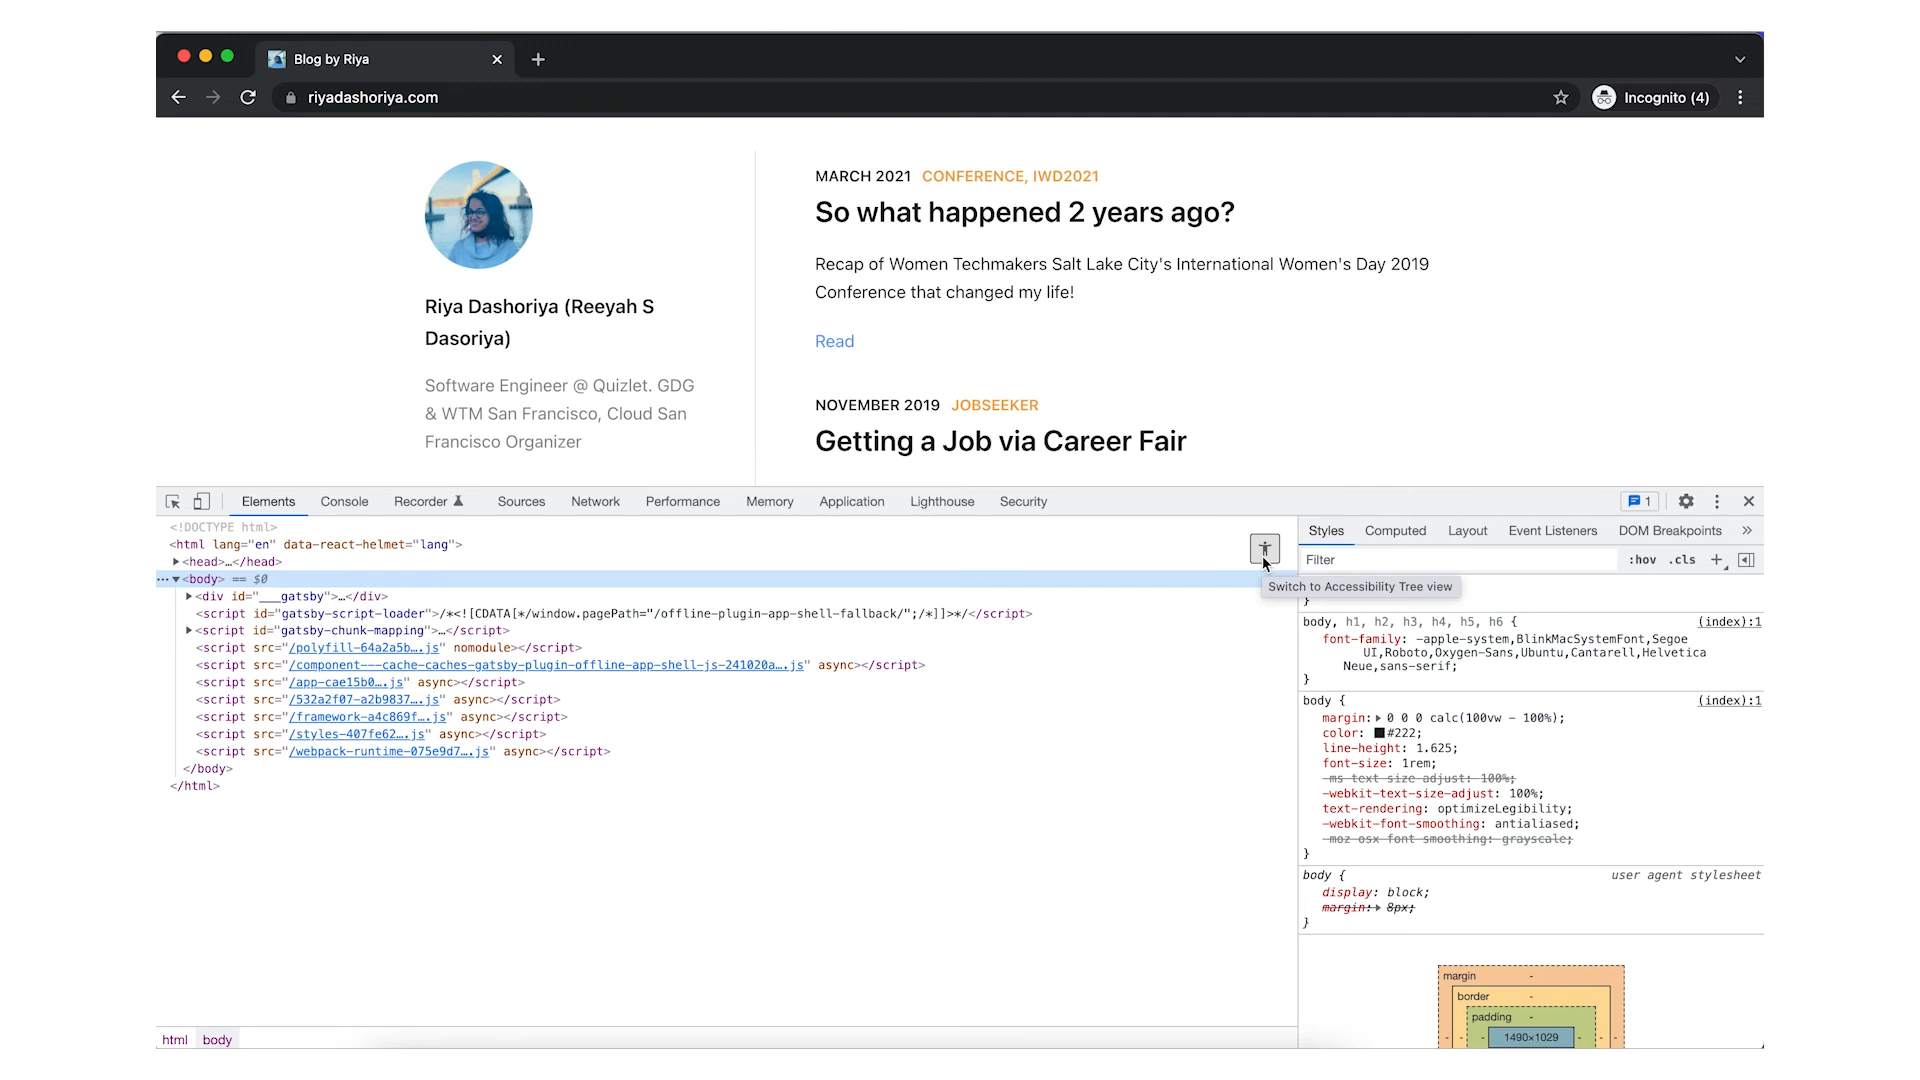 Blog by Riya
riyadashoriya.com
Incognito (4)
Riya Dashoriya (Reeyah S
Dasoriya)
Software Engineer @ Quizlet. GDG
& WTM San Francisco, Cloud San
Francisco Organizer
MARCH 2021 CONFERENCE, IWD2021
So what happened 2 years ago?
Recap of Women Techmakers Salt Lake City's International Women's Day 2019
Conference that changed my life!
Read
NOVEMBER 2019 JOBSEEKER
Getting a Job via Career Fair
Elements Console Recorder Sources Network Performance Memory Application Lighthouse Security 1
<!DOCTYPE html>
<html lang="en" data-react-helmet="lang">
<head>…</head>
<body> == $0
<div id="___gatsby">…</div>
<script id="gatsby-script-loader">/*<![CDATA[*/window.pagePath="/offline-plugin-app-shell-fallback/";/*]]>*/</script>
<script id="gatsby-chunk-mapping">…</script>
<script src="/polyfill-64a2a5b….js" nomodule></script>
<script src="/component---cache-caches-gatsby-plugin-offline-app-shell-js-241020a….js" async></script>
<script src="/app-cae15b0….js" async></script>
<script src="/532a2f07-a2b9837….js" async></script>
<script src="/framework-a4c869f….js" async></script>
<script src="/styles-407fe62….js" async></script>
<script src="/webpack-runtime-075e9d7….js" async></script>
</body>
</html>
html body
Styles Computed Layout Event Listeners DOM Breakpoints »
Filter :hov .cls +
Switch to Accessibility Tree view
}
body, h1, h2, h3, h4, h5, h6 { (index):1
font-family: -apple-system,BlinkMacSystemFont,Segoe
UI,Roboto,Oxygen-Sans,Ubuntu,Cantarell,Helvetica
Neue,sans-serif;
}
body { (index):1
margin: 0 0 0 calc(100vw - 100%);
color: #222;
line-height: 1.625;
font-size: 1rem;
-ms-text-size-adjust: 100%;
-webkit-text-size-adjust: 100%;
text-rendering: optimizeLegibility;
-webkit-font-smoothing: antialiased;
-moz-osx-font-smoothing: grayscale;
}
body { user agent stylesheet
display: block;
margin: 8px;
}
margin -
border -
padding -
- - - 1490×1029 - - -